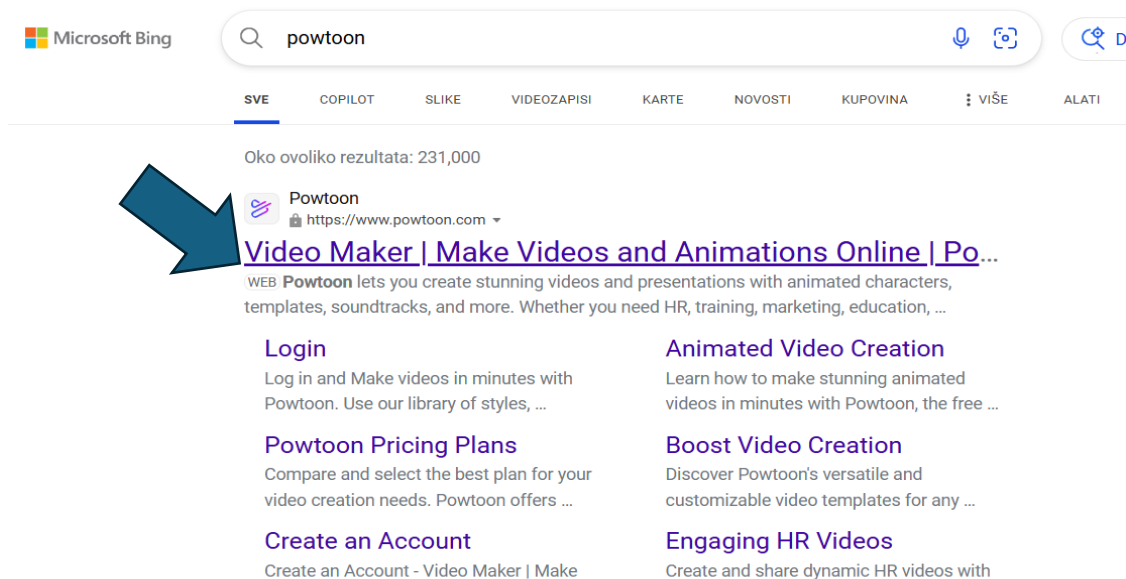 Microsoft Bing
powtoon
D
SVE COPILOT SLIKE VIDEOZAPISI KARTE NOVOSTI KUPOVINA VIŠE ALATI
Oko ovoliko rezultata: 231,000
Powtoon
https://www.powtoon.com
Video Maker | Make Videos and Animations Online | Po...
WEB Powtoon lets you create stunning videos and presentations with animated characters,
templates, soundtracks, and more. Whether you need HR, training, marketing, education, ...
Login
Log in and Make videos in minutes with
Powtoon. Use our library of styles, ...
Animated Video Creation
Learn how to make stunning animated
videos in minutes with Powtoon, the free ...
Powtoon Pricing Plans
Compare and select the best plan for your
video creation needs. Powtoon offers ...
Boost Video Creation
Discover Powtoon's versatile and
customizable video templates for any ...
Create an Account
Create an Account - Video Maker | Make
Engaging HR Videos
Create and share dynamic HR videos with